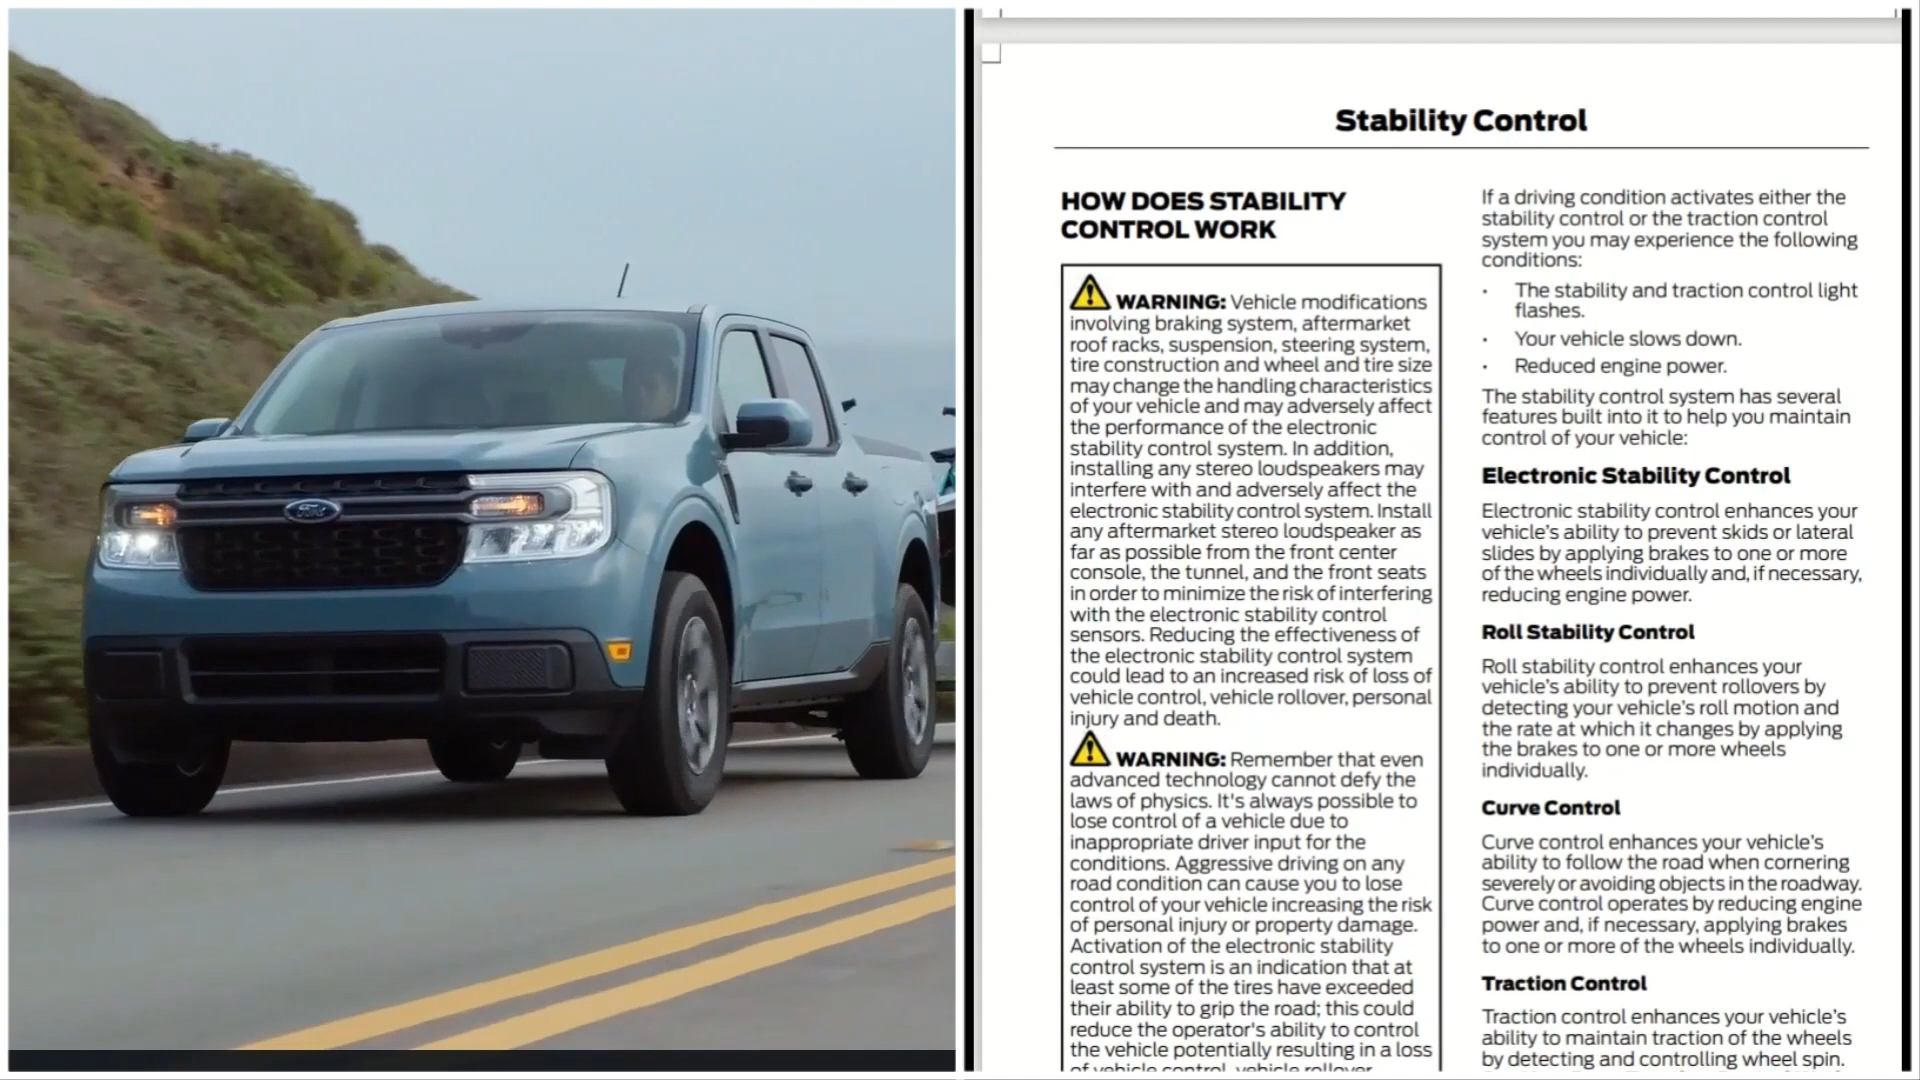 Ford
Stability Control
HOW DOES STABILITY
CONTROL WORK
WARNING: Vehicle modifications
involving braking system, aftermarket
roof racks, suspension, steering system,
tire construction and wheel and tire size
may change the handling characteristics
of your vehicle and may adversely affect
the performance of the electronic
stability control system. In addition,
installing any stereo loudspeakers may
interfere with and adversely affect the
electronic stability control system. Install
any aftermarket stereo loudspeaker as
far as possible from the front center
console, the tunnel, and the front seats
in order to minimize the risk of interfering
with the electronic stability control
sensors. Reducing the effectiveness of
the electronic stability control system
could lead to an increased risk of loss of
vehicle control, vehicle rollover, personal
injury and death.
WARNING: Remember that even
advanced technology cannot defy the
laws of physics. It's always possible to
lose control of a vehicle due to
inappropriate driver input for the
conditions. Aggressive driving on any
road condition can cause you to lose
control of your vehicle increasing the risk
of personal injury or property damage.
Activation of the electronic stability
control system is an indication that at
least some of the tires have exceeded
their ability to grip the road; this could
reduce the operator's ability to control
the vehicle potentially resulting in a loss
of vehicle control, vehicle rollover,
If a driving condition activates either the
stability control or the traction control
system you may experience the following
conditions:
· The stability and traction control light
flashes.
· Your vehicle slows down.
· Reduced engine power.
The stability control system has several
features built into it to help you maintain
control of your vehicle:
Electronic Stability Control
Electronic stability control enhances your
vehicle's ability to prevent skids or lateral
slides by applying brakes to one or more
of the wheels individually and, if necessary,
reducing engine power.
Roll Stability Control
Roll stability control enhances your
vehicle's ability to prevent rollovers by
detecting your vehicle's roll motion and
the rate at which it changes by applying
the brakes to one or more wheels
individually.
Curve Control
Curve control enhances your vehicle's
ability to follow the road when cornering
severely or avoiding objects in the roadway.
Curve control operates by reducing engine
power and, if necessary, applying brakes
to one or more of the wheels individually.
Traction Control
Traction control enhances your vehicle's
ability to maintain traction of the wheels
by detecting and controlling wheel spin.